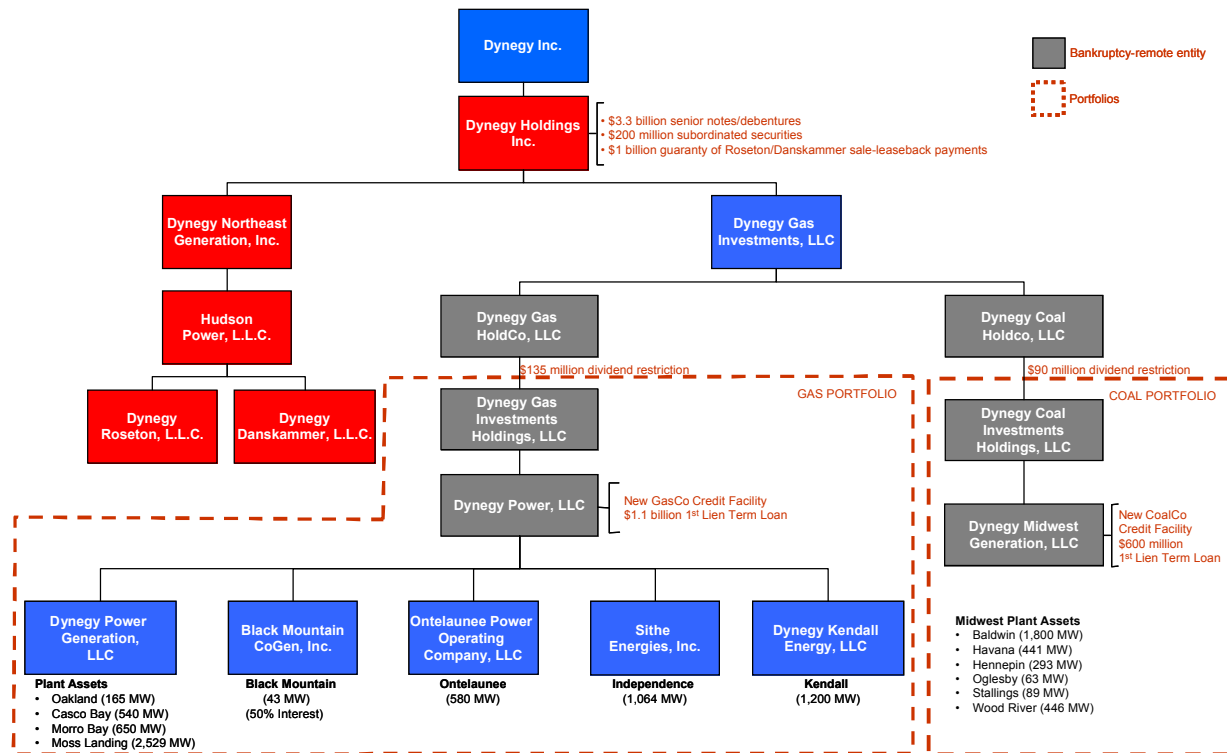 Dynegy Inc.
Bankruptcy-remote entity
Portfolios
Dynegy Holdings
Inc.
• $3.3 billion senior notes/debentures
• $200 million subordinated securities
• $1 billion guaranty of Roseton/Danskammer sale-leaseback payments
Dynegy Northeast
Generation, Inc.
Dynegy Gas
Investments, LLC
Hudson
Power, L.L.C.
Dynegy Gas
HoldCo, LLC
Dynegy Coal
Holdco, LLC
$135 million dividend restriction
$90 million dividend restriction
GAS PORTFOLIO
COAL PORTFOLIO
Dynegy
Roseton, L.L.C.
Dynegy
Danskammer, L.L.C.
Dynegy Gas
Investments
Holdings, LLC
Dynegy Coal
Investments
Holdings, LLC
Dynegy Power, LLC
New GasCo Credit Facility
$1.1 billion 1st Lien Term Loan
Dynegy Midwest
Generation, LLC
New CoalCo
Credit Facility
$600 million
1st Lien Term Loan
Dynegy Power
Generation,
LLC
Black Mountain
CoGen, Inc.
Ontelaunee Power
Operating
Company, LLC
Sithe
Energies, Inc.
Dynegy Kendall
Energy, LLC
Plant Assets
• Oakland (165 MW)
• Casco Bay (540 MW)
• Morro Bay (650 MW)
• Moss Landing (2,529 MW)
Black Mountain
(43 MW)
(50% Interest)
Ontelaunee
(580 MW)
Independence
(1,064 MW)
Kendall
(1,200 MW)
Midwest Plant Assets
• Baldwin (1,800 MW)
• Havana (441 MW)
• Hennepin (293 MW)
• Oglesby (63 MW)
• Stallings (89 MW)
• Wood River (446 MW)